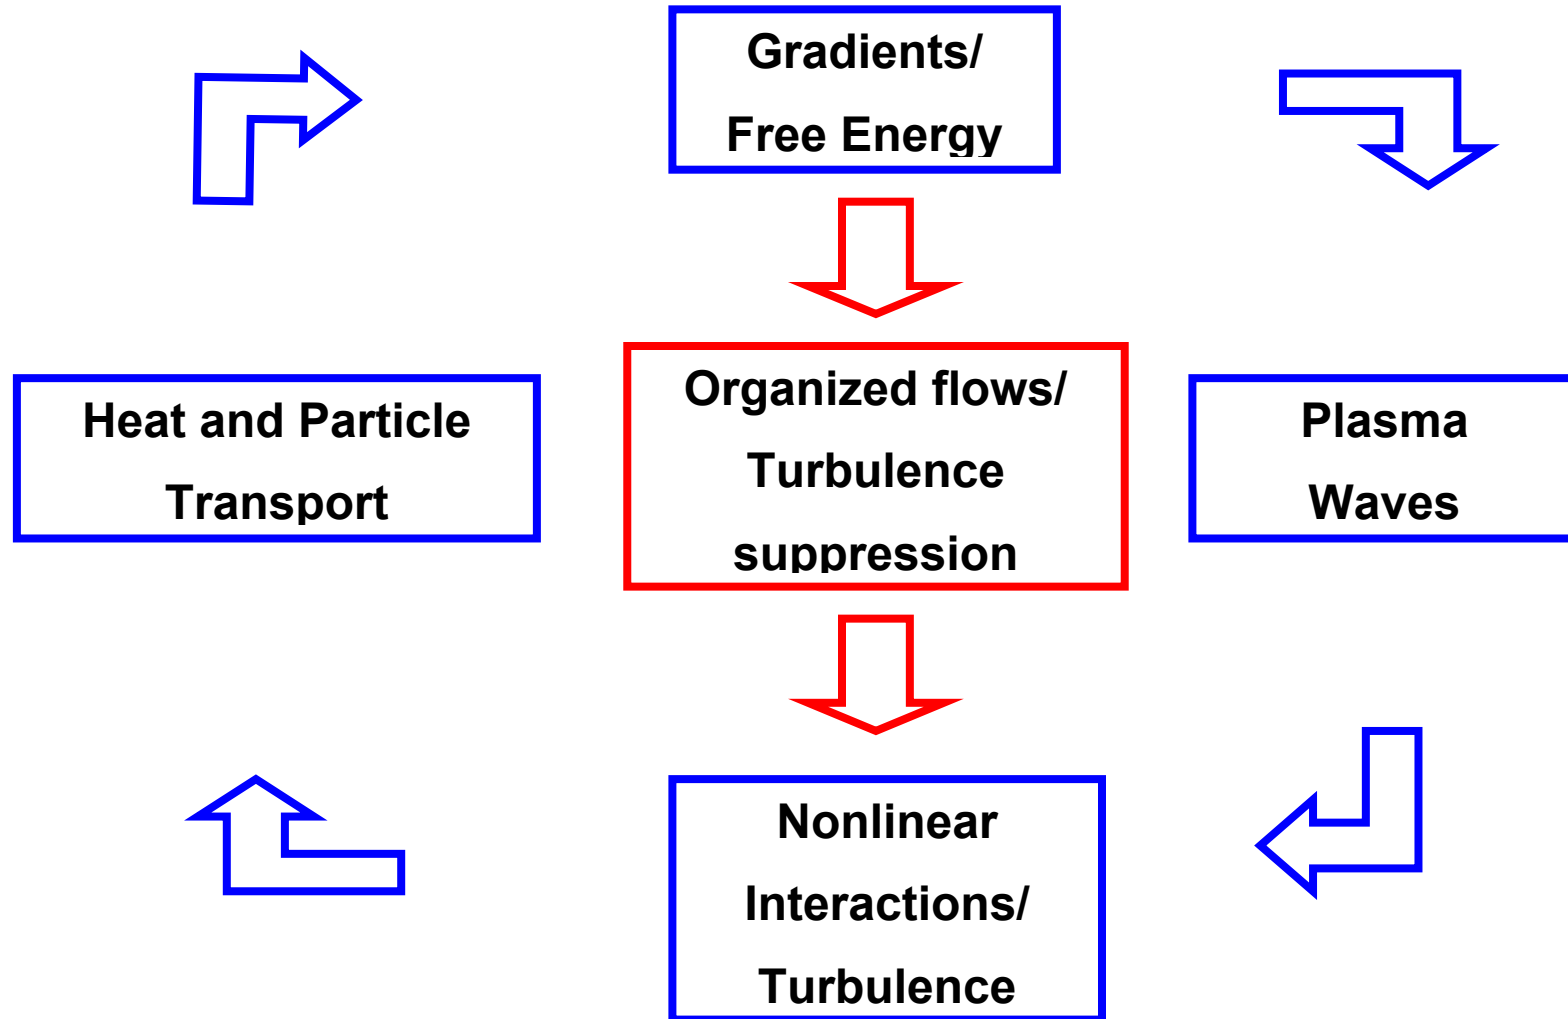 Gradients/
Free Energy
Organized flows/
Turbulence
suppression
Heat and Particle
Transport
Plasma
Waves
Nonlinear
Interactions/
Turbulence